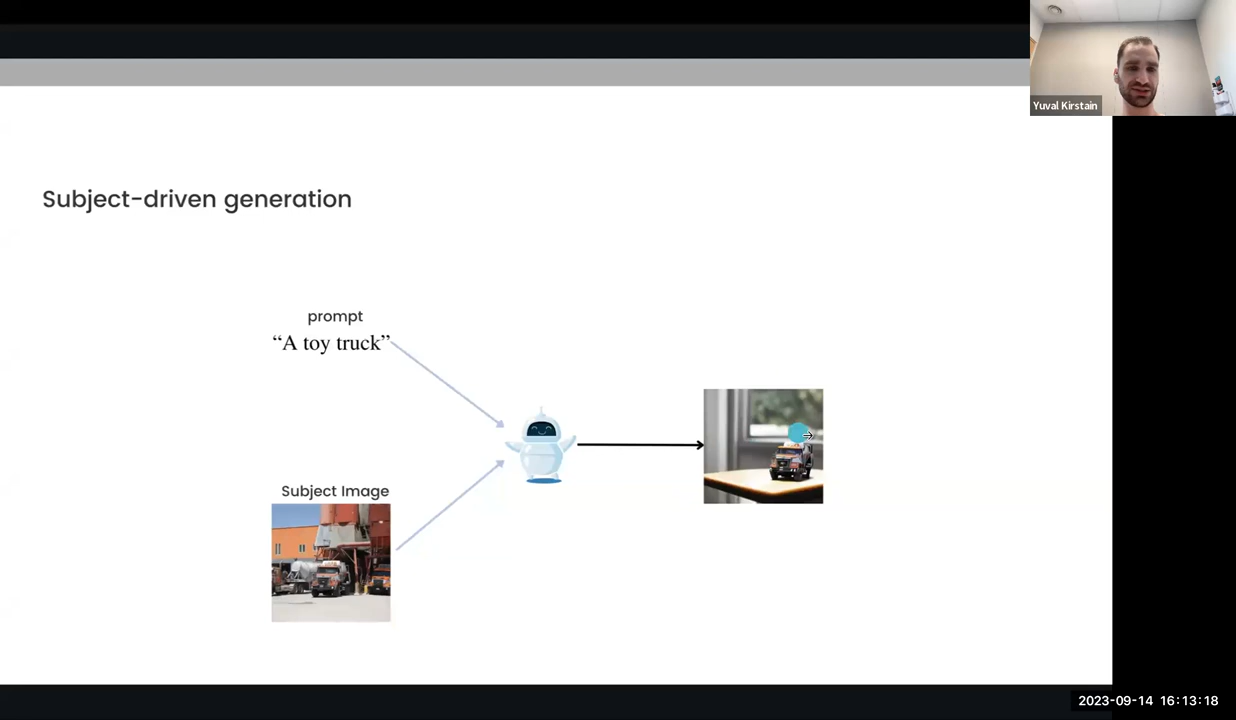 Yuval Kirstain
Subject-driven generation
prompt
“A toy truck”
Subject Image
2023-09-14 16:13:18